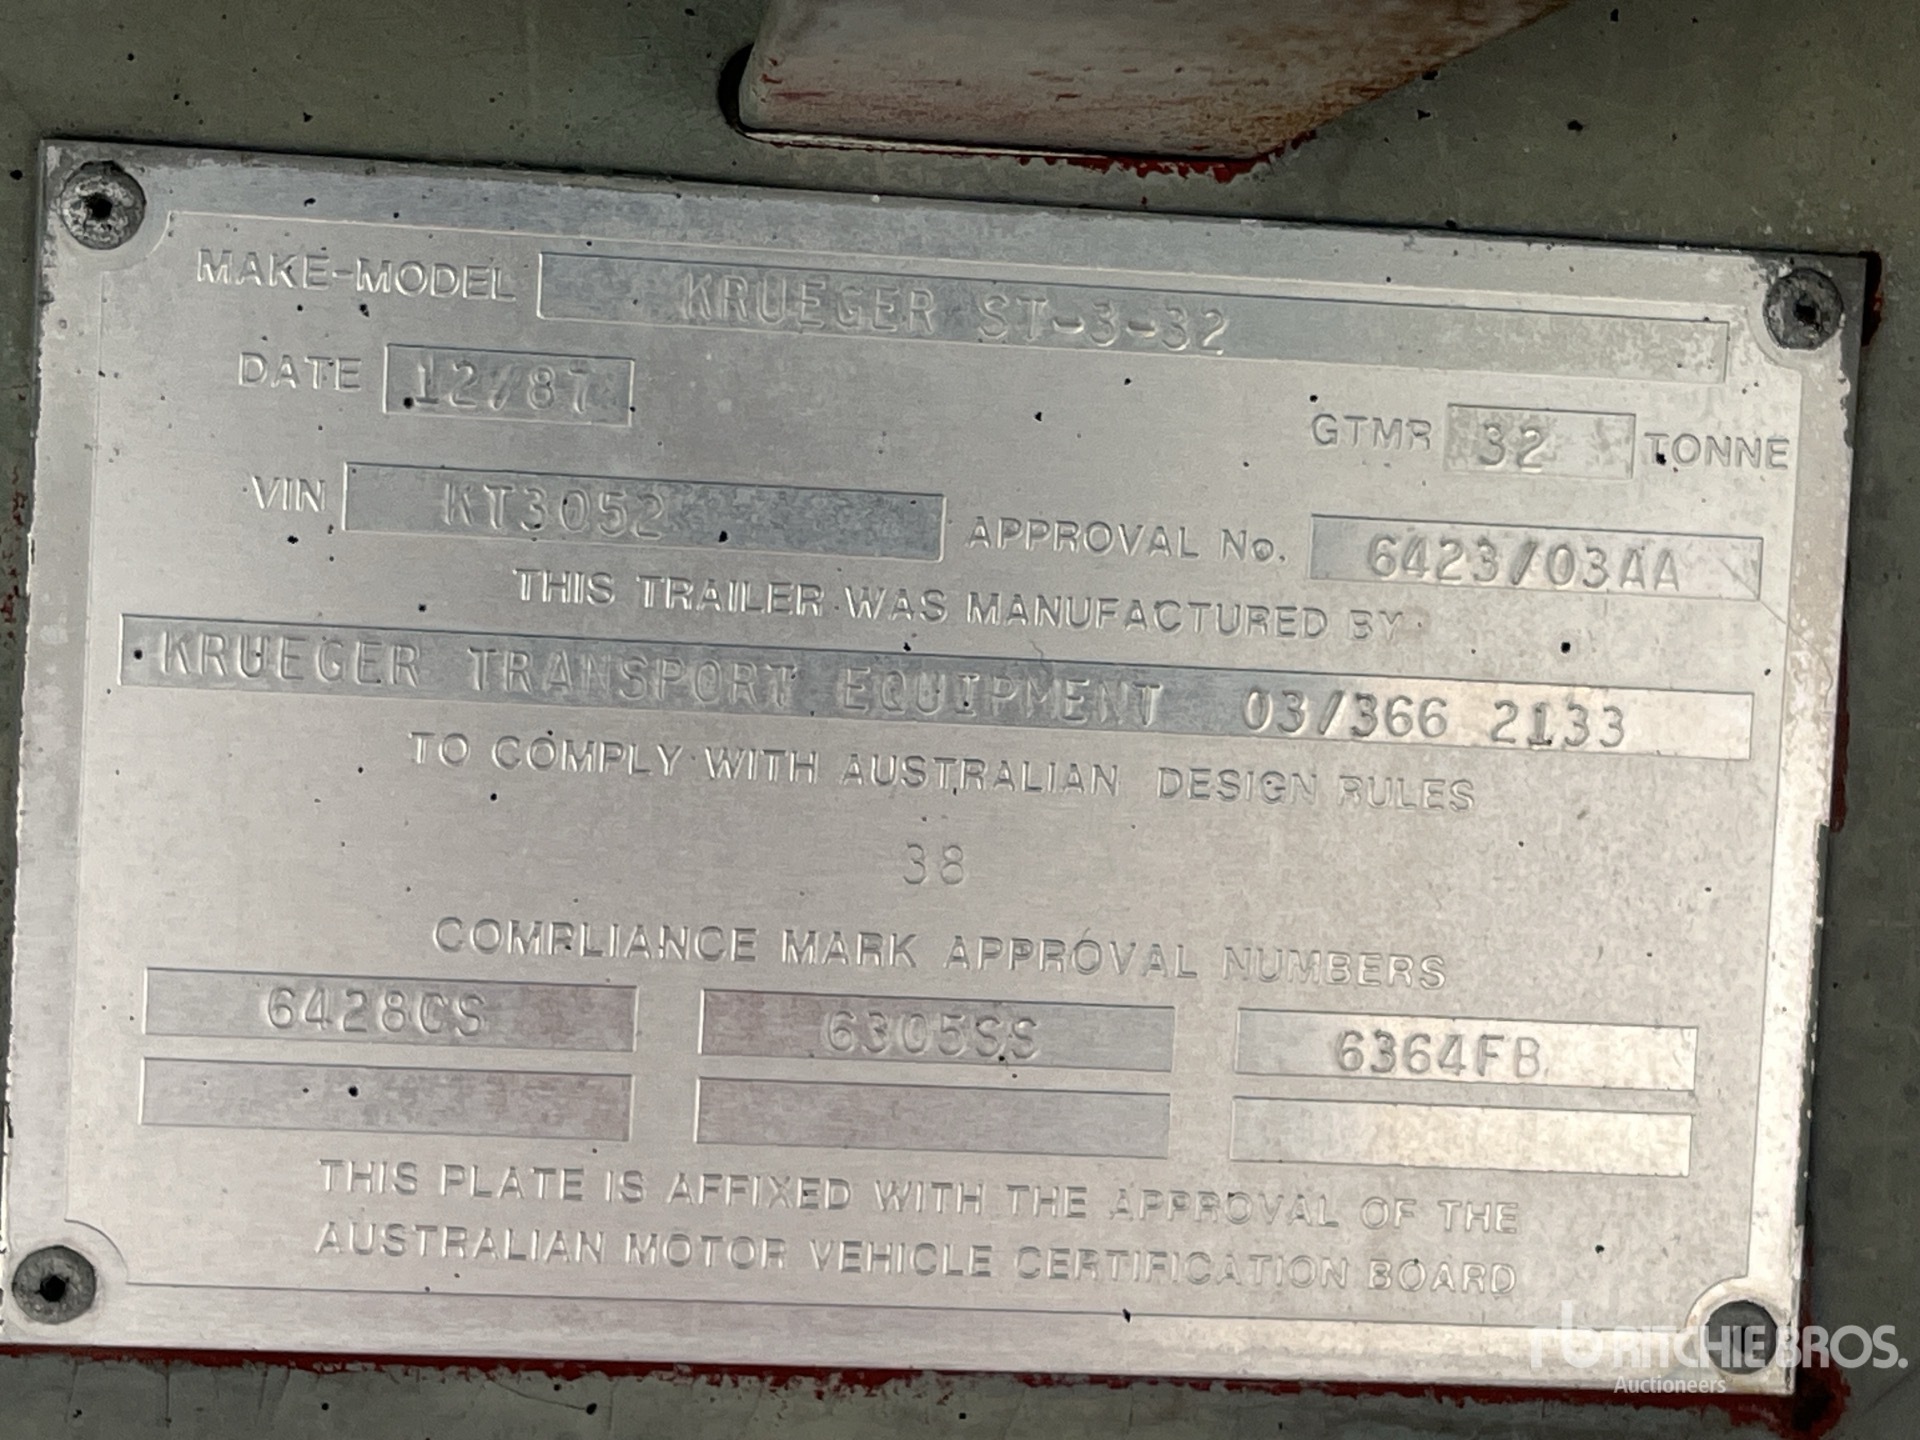 MAKE-MODEL KRUEGER ST-3-32
DATE 12/87
GTMR 32 TONNE
VIN KT3052 APPROVAL No. 6423/03AA
THIS TRAILER WAS MANUFACTURED BY
KRUEGER TRANSPORT EQUIPMENT 03/366 2133
TO COMPLY WITH AUSTRALIAN DESIGN RULES
38
COMPLIANCE MARK APPROVAL NUMBERS
6428CS 6305SS 6364FB
THIS PLATE IS AFFIXED WITH THE APPROVAL OF THE
AUSTRALIAN MOTOR VEHICLE CERTIFICATION BOARD
rb RITCHIE BROS.
Auctioneers